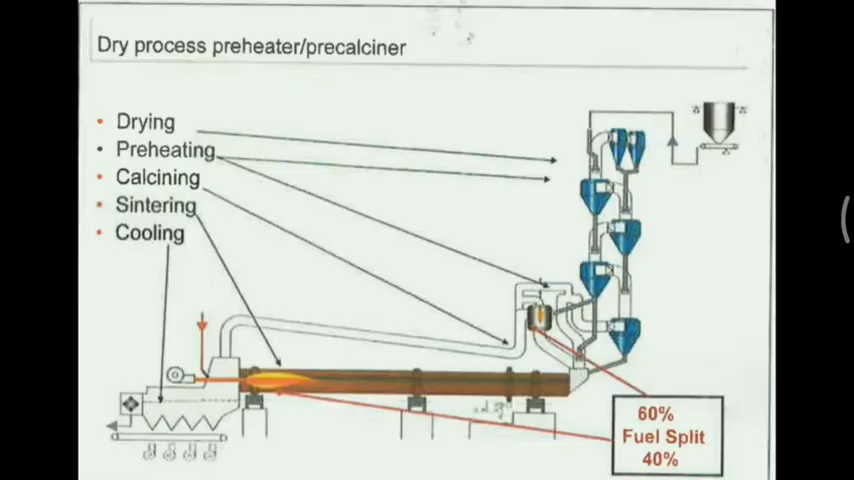 Dry process preheater/precalciner
• Drying
• Preheating
• Calcining
• Sintering
• Cooling
60%
Fuel Split
40%